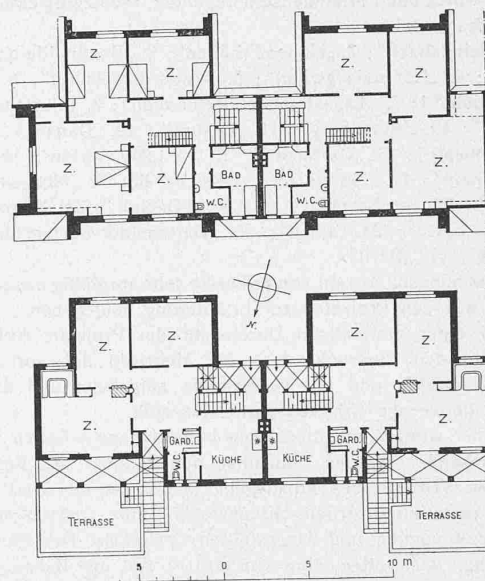 Z. Z. Z. Z.
Z. BAD BAD
Z. Z. Z.
W.C. W.C.
N
Z. Z. Z. Z.
Z. GARD. GARD. Z.
W.C. KÜCHE KÜCHE W.C.
TERRASSE TERRASSE
5 0 5 10 m.